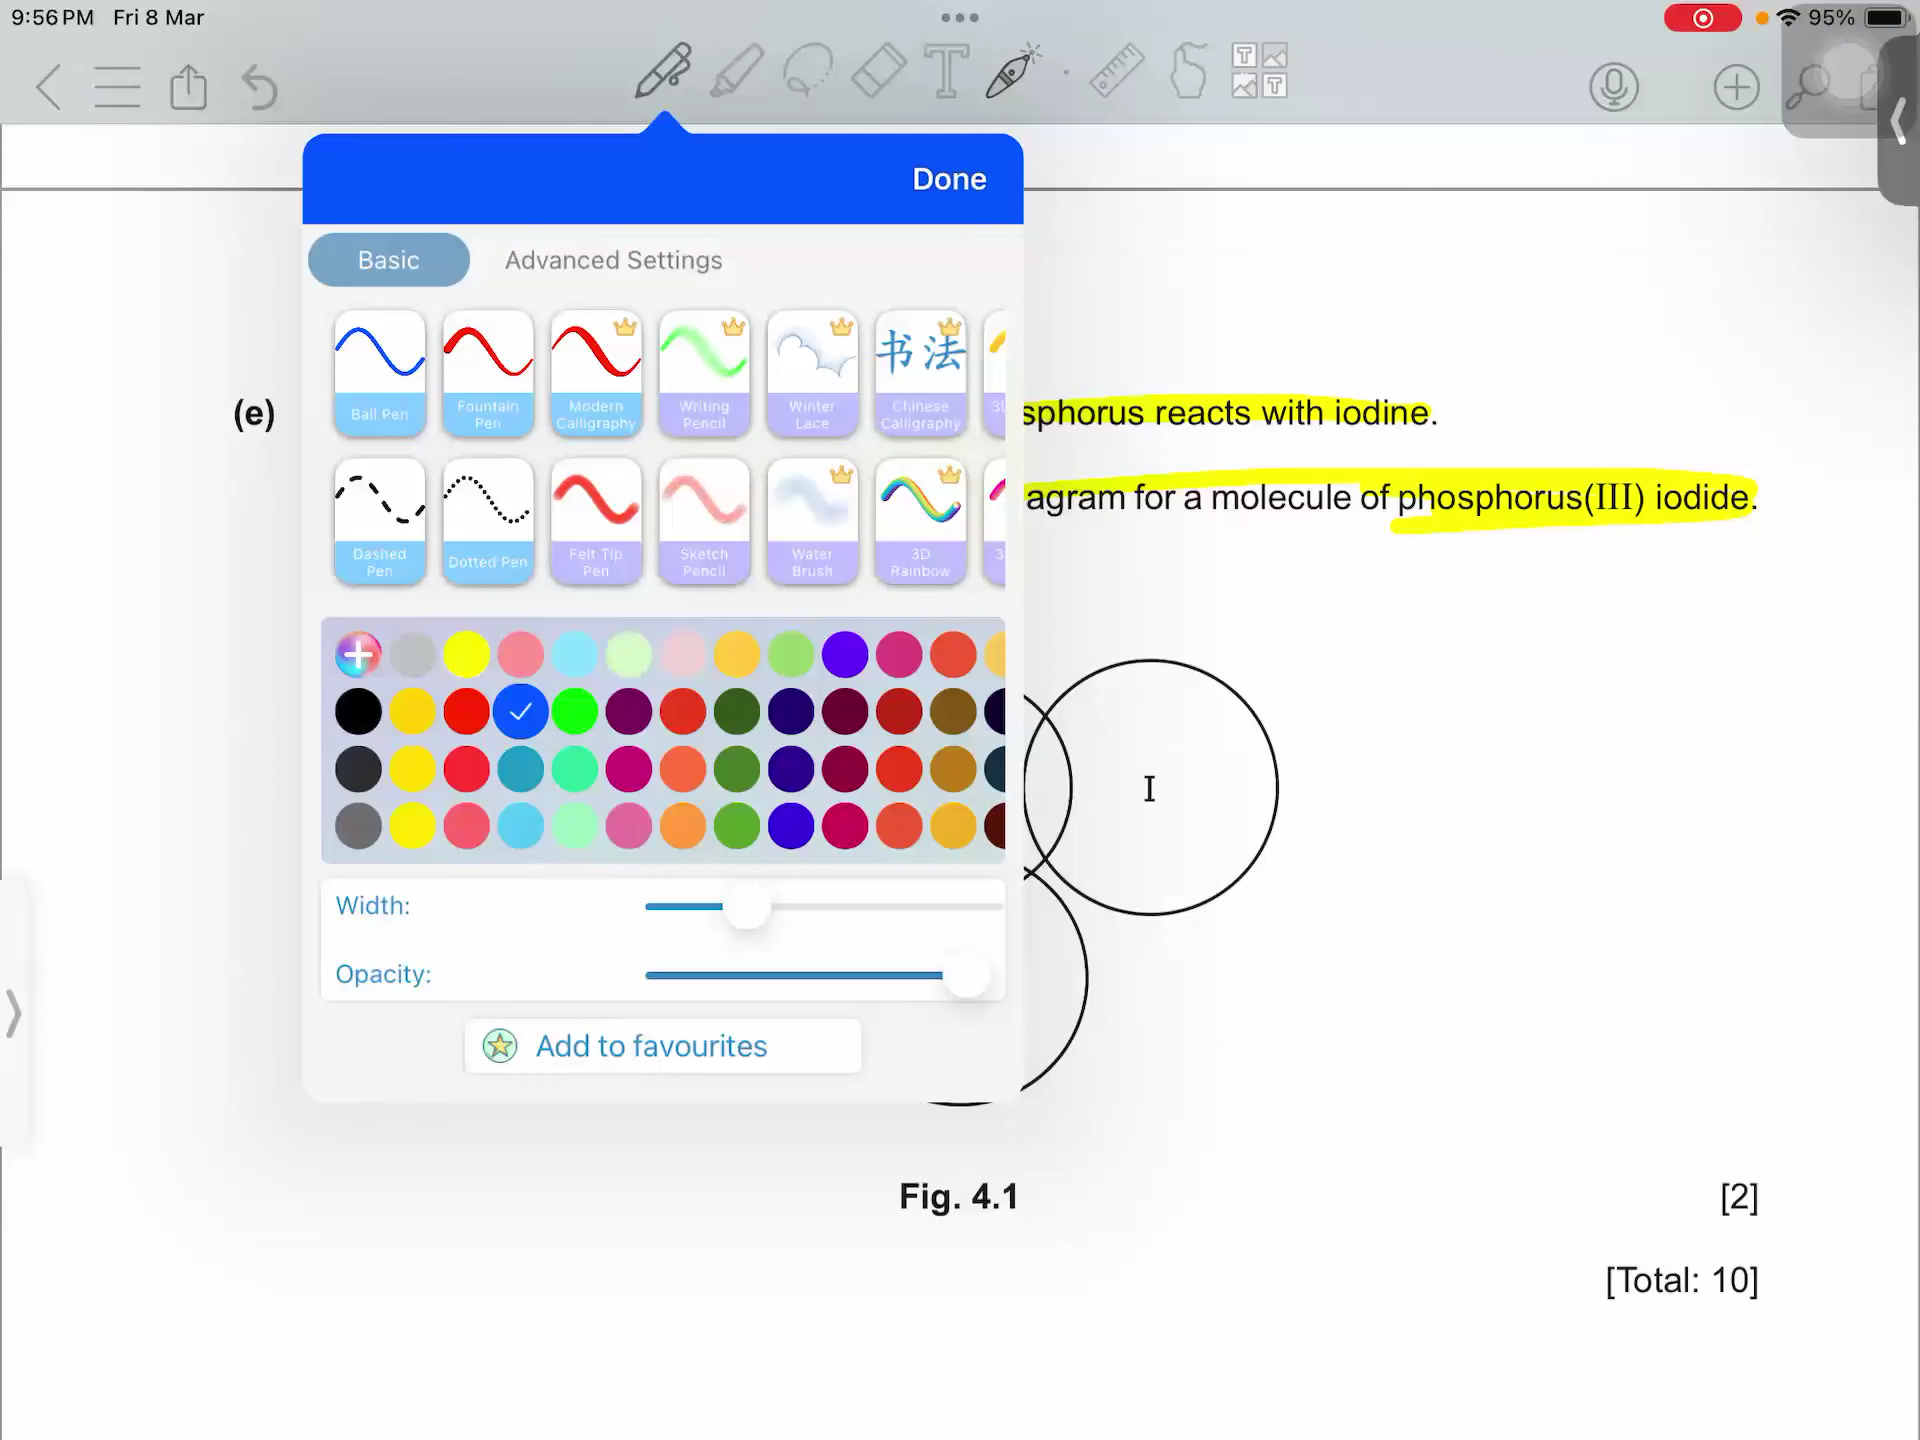 9:56 PM Fri 8 Mar
95%
Done
Basic Advanced Settings
Ball Pen
Fountain Pen
Modern Calligraphy
Writing Pencil
Winter Lace
书法
Chinese Calligraphy
Dashed Pen
Dotted Pen
Felt Tip Pen
Sketch Pencil
Water Brush
3D Rainbow
(e)
sphorus reacts with iodine.
agram for a molecule of phosphorus(III) iodide.
I
Width:
Opacity:
Add to favourites
Fig. 4.1
[2]
[Total: 10]